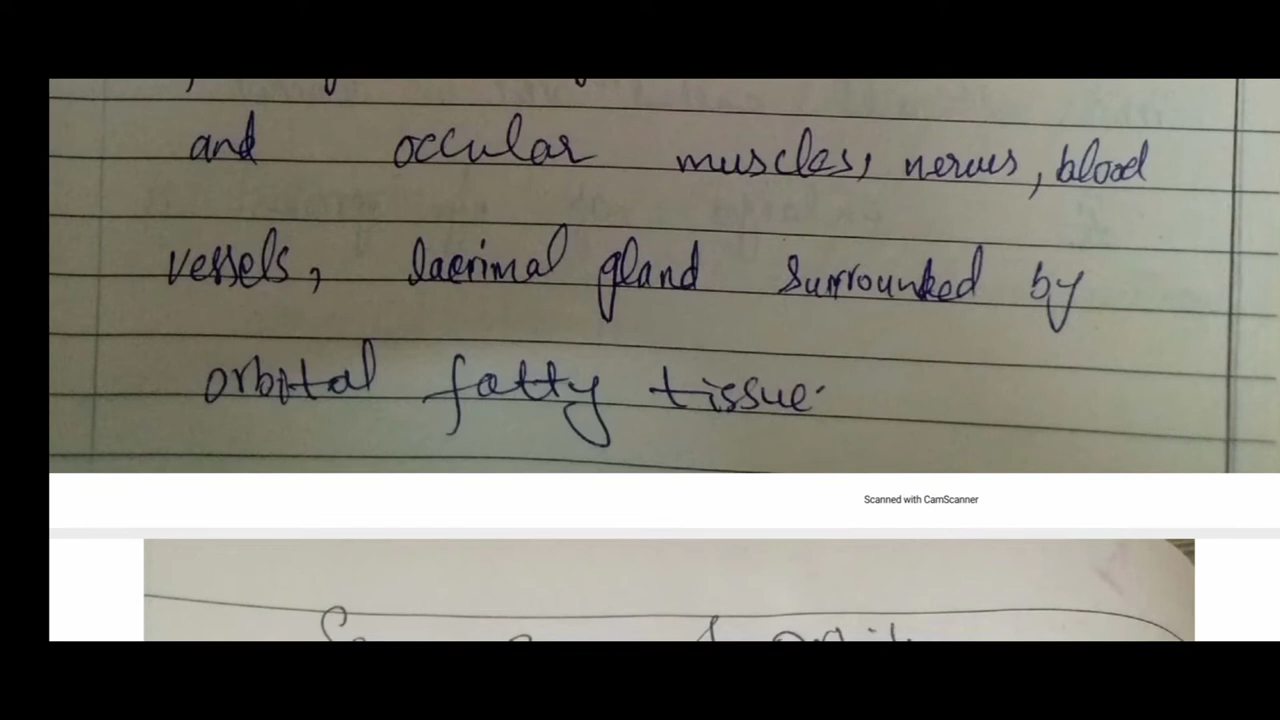 and occular muscles, nerves, blood
vessels, lacrimal gland surrounded by
orbital fatty tissue.
Scanned with CamScanner